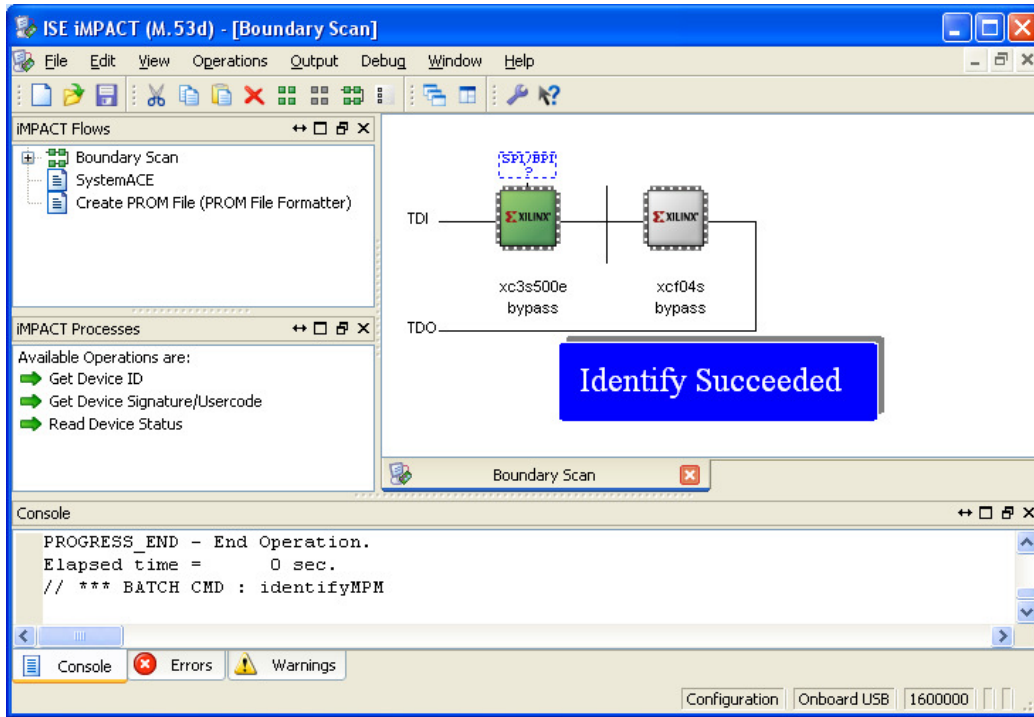 ISE iMPACT (M.53d) - [Boundary Scan]
File Edit View Operations Output Debug Window Help
iMPACT Flows
Boundary Scan
SystemACE
Create PROM File (PROM File Formatter)
iMPACT Processes
Available Operations are:
Get Device ID
Get Device Signature/Usercode
Read Device Status
SPI/BPI
?
TDI
XILINX
XILINX
xc3s500e
bypass
xcf04s
bypass
TDO
Identify Succeeded
Boundary Scan
Console
PROGRESS_END - End Operation.
Elapsed time =      0 sec.
// *** BATCH CMD : identifyMPM
Console Errors Warnings
Configuration Onboard USB 1600000